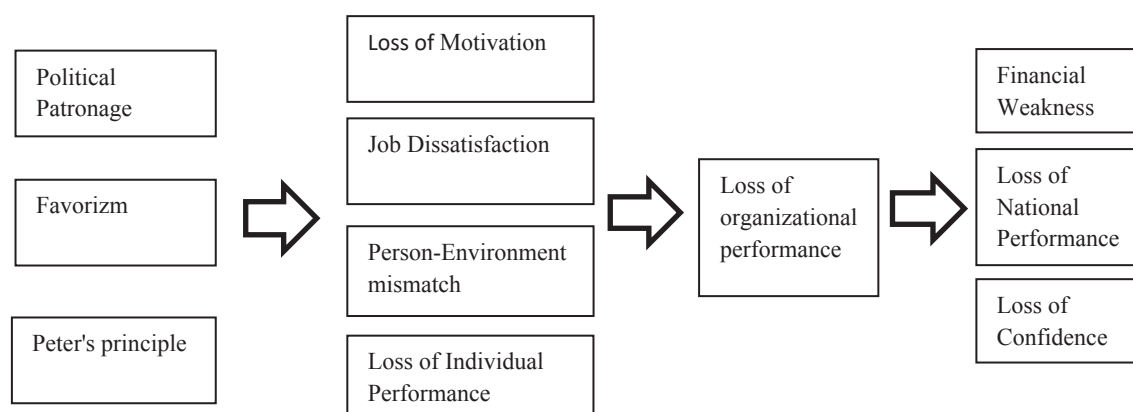 Political
Patronage
Favorizm
Peter's principle
Loss of Motivation
Job Dissatisfaction
Person-Environment
mismatch
Loss of Individual
Performance
Loss of
organizational
performance
Financial
Weakness
Loss of
National
Performance
Loss of
Confidence